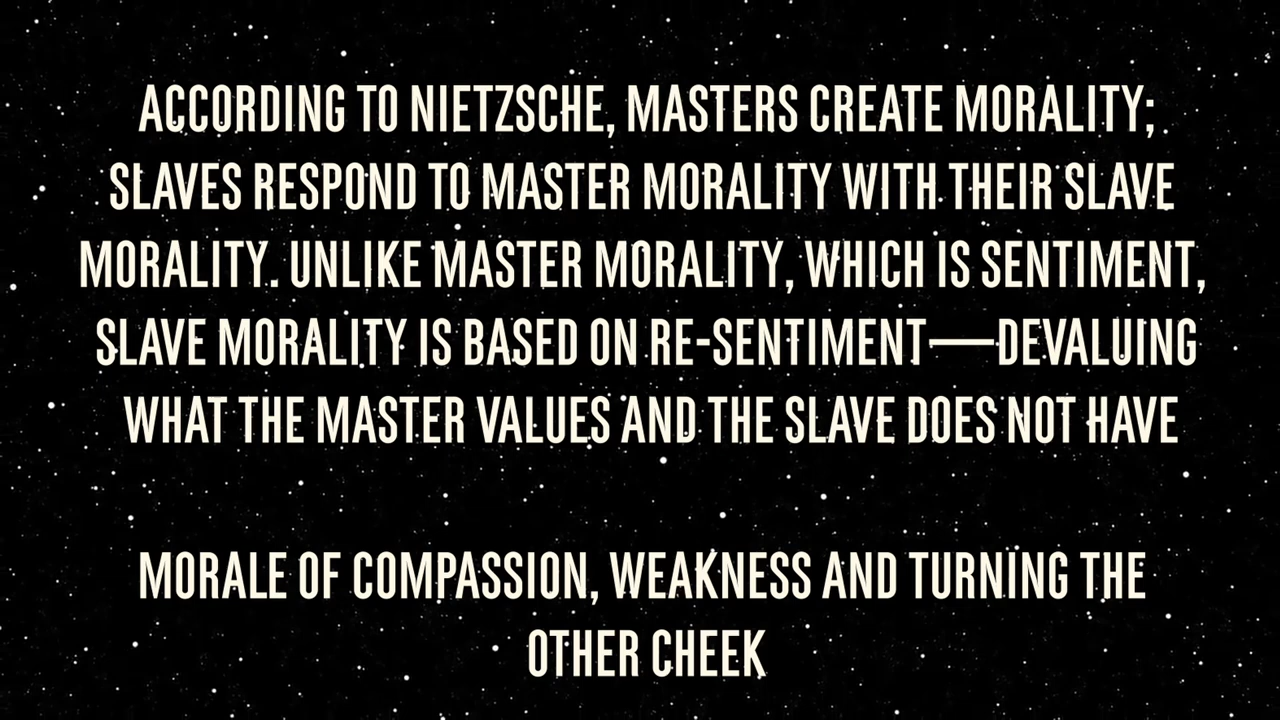 ACCORDING TO NIETZSCHE, MASTERS CREATE MORALITY;
SLAVES RESPOND TO MASTER MORALITY WITH THEIR SLAVE
MORALITY. UNLIKE MASTER MORALITY, WHICH IS SENTIMENT,
SLAVE MORALITY IS BASED ON RE-SENTIMENT—DEVALUING
WHAT THE MASTER VALUES AND THE SLAVE DOES NOT HAVE
MORALE OF COMPASSION, WEAKNESS AND TURNING THE
OTHER CHEEK